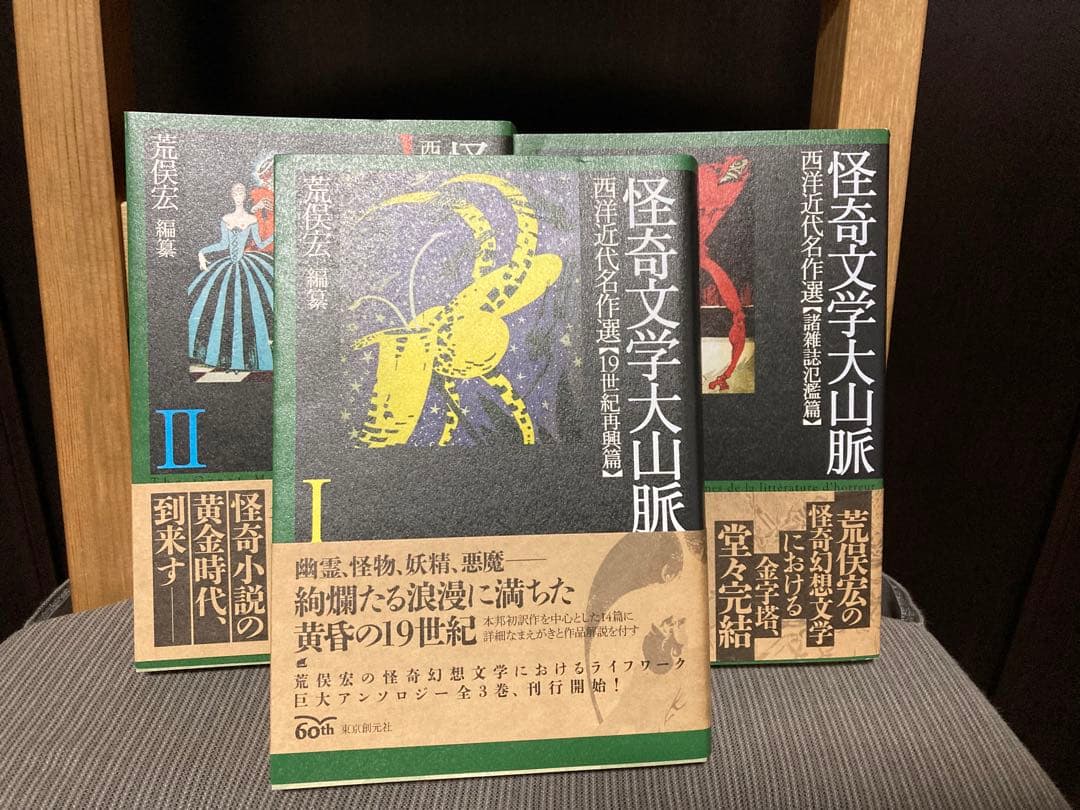 怪奇文学大山脈
西洋近代名作選【19世紀再興篇】
荒俣宏 編纂
I
幽霊、怪物、妖精、悪魔──
絢爛たる浪漫に満ちた
黄昏の19世紀
本邦初訳作を中心とした14篇に
詳細なまえがきと作品解説を付す
荒俣宏の怪奇幻想文学におけるライフワーク
巨大アンソロジー全3巻、刊行開始！
60th 東京創元社
西
荒俣宏 編纂
II
怪奇小説の
黄金時代、
到来す──
怪奇文学大山脈
西洋近代名作選【諸雑誌氾濫篇】
de la littérature d'horreur
荒俣宏の
怪奇幻想文学
における
金字塔、
堂々完結